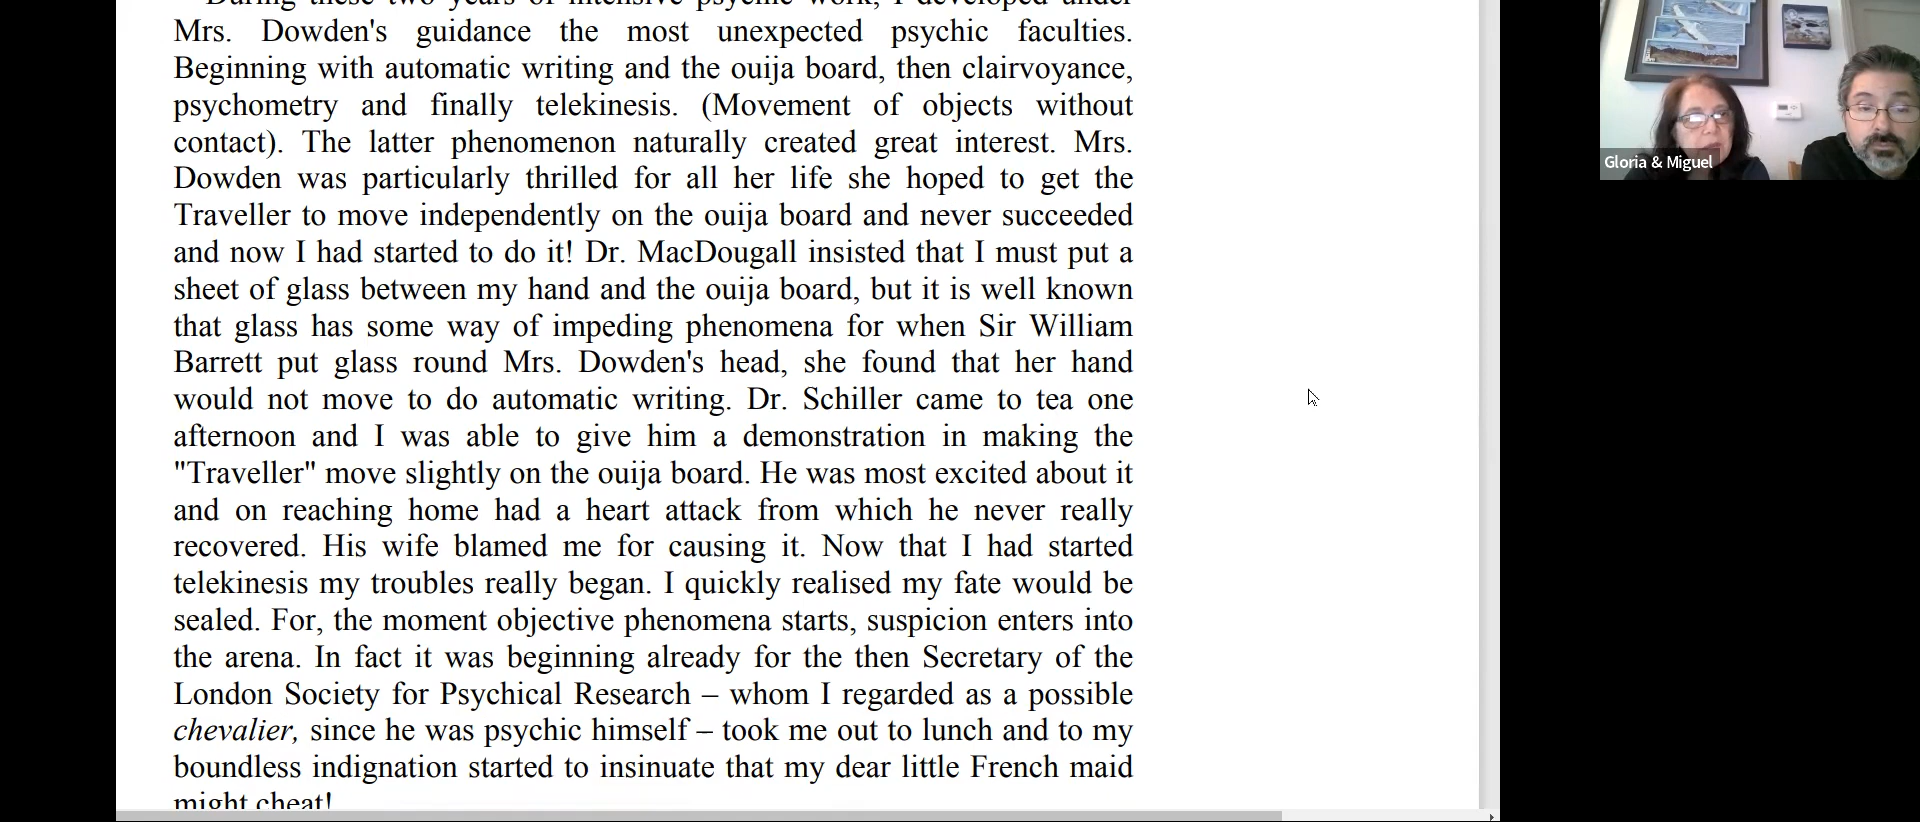 During these two years of intensive psychic work, I developed under
Mrs. Dowden's guidance the most unexpected psychic faculties.
Beginning with automatic writing and the ouija board, then clairvoyance,
psychometry and finally telekinesis. (Movement of objects without
contact). The latter phenomenon naturally created great interest. Mrs.
Dowden was particularly thrilled for all her life she hoped to get the
Traveller to move independently on the ouija board and never succeeded
and now I had started to do it! Dr. MacDougall insisted that I must put a
sheet of glass between my hand and the ouija board, but it is well known
that glass has some way of impeding phenomena for when Sir William
Barrett put glass round Mrs. Dowden's head, she found that her hand
would not move to do automatic writing. Dr. Schiller came to tea one
afternoon and I was able to give him a demonstration in making the
"Traveller" move slightly on the ouija board. He was most excited about it
and on reaching home had a heart attack from which he never really
recovered. His wife blamed me for causing it. Now that I had started
telekinesis my troubles really began. I quickly realised my fate would be
sealed. For, the moment objective phenomena starts, suspicion enters into
the arena. In fact it was beginning already for the then Secretary of the
London Society for Psychical Research – whom I regarded as a possible
chevalier, since he was psychic himself – took me out to lunch and to my
boundless indignation started to insinuate that my dear little French maid
might cheat!
Gloria & Miguel